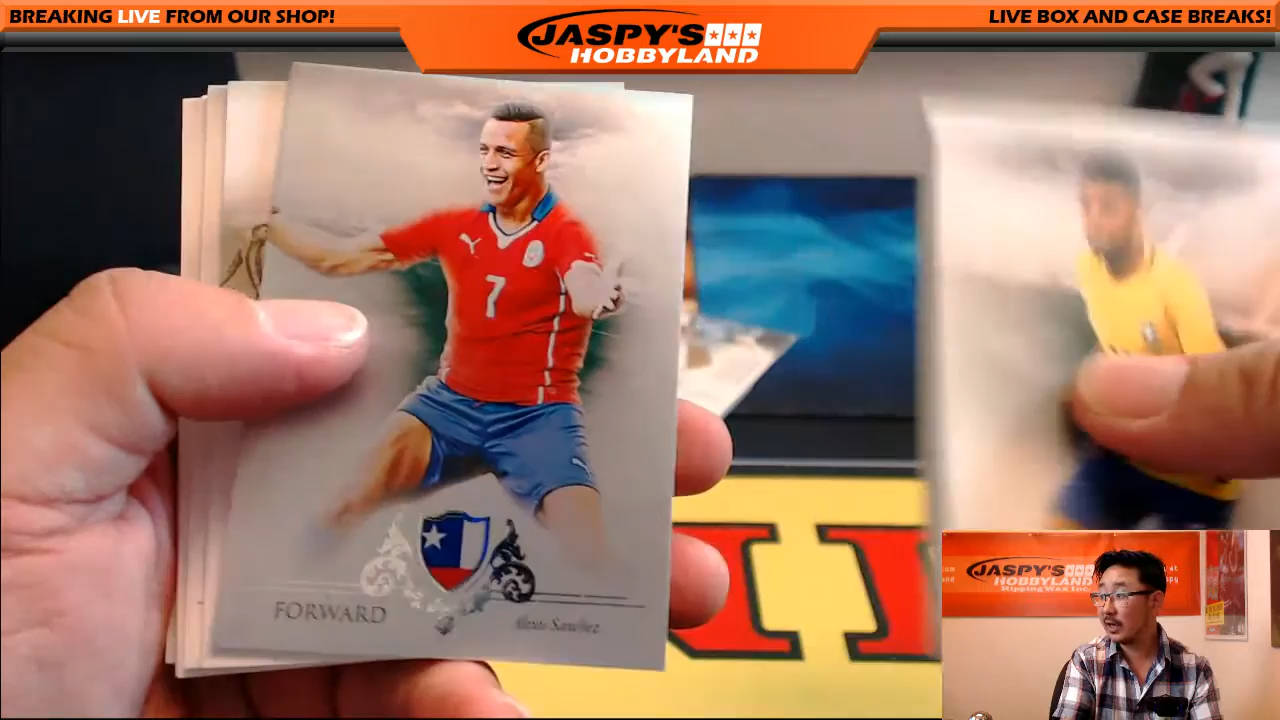 BREAKING LIVE FROM OUR SHOP!
JASPY'S
HOBBYLAND
LIVE BOX AND CASE BREAKS!
7
FORWARD
Alexis Sanchez
JASPY'S
HOBBYLAND
Ripping Wax Inc.